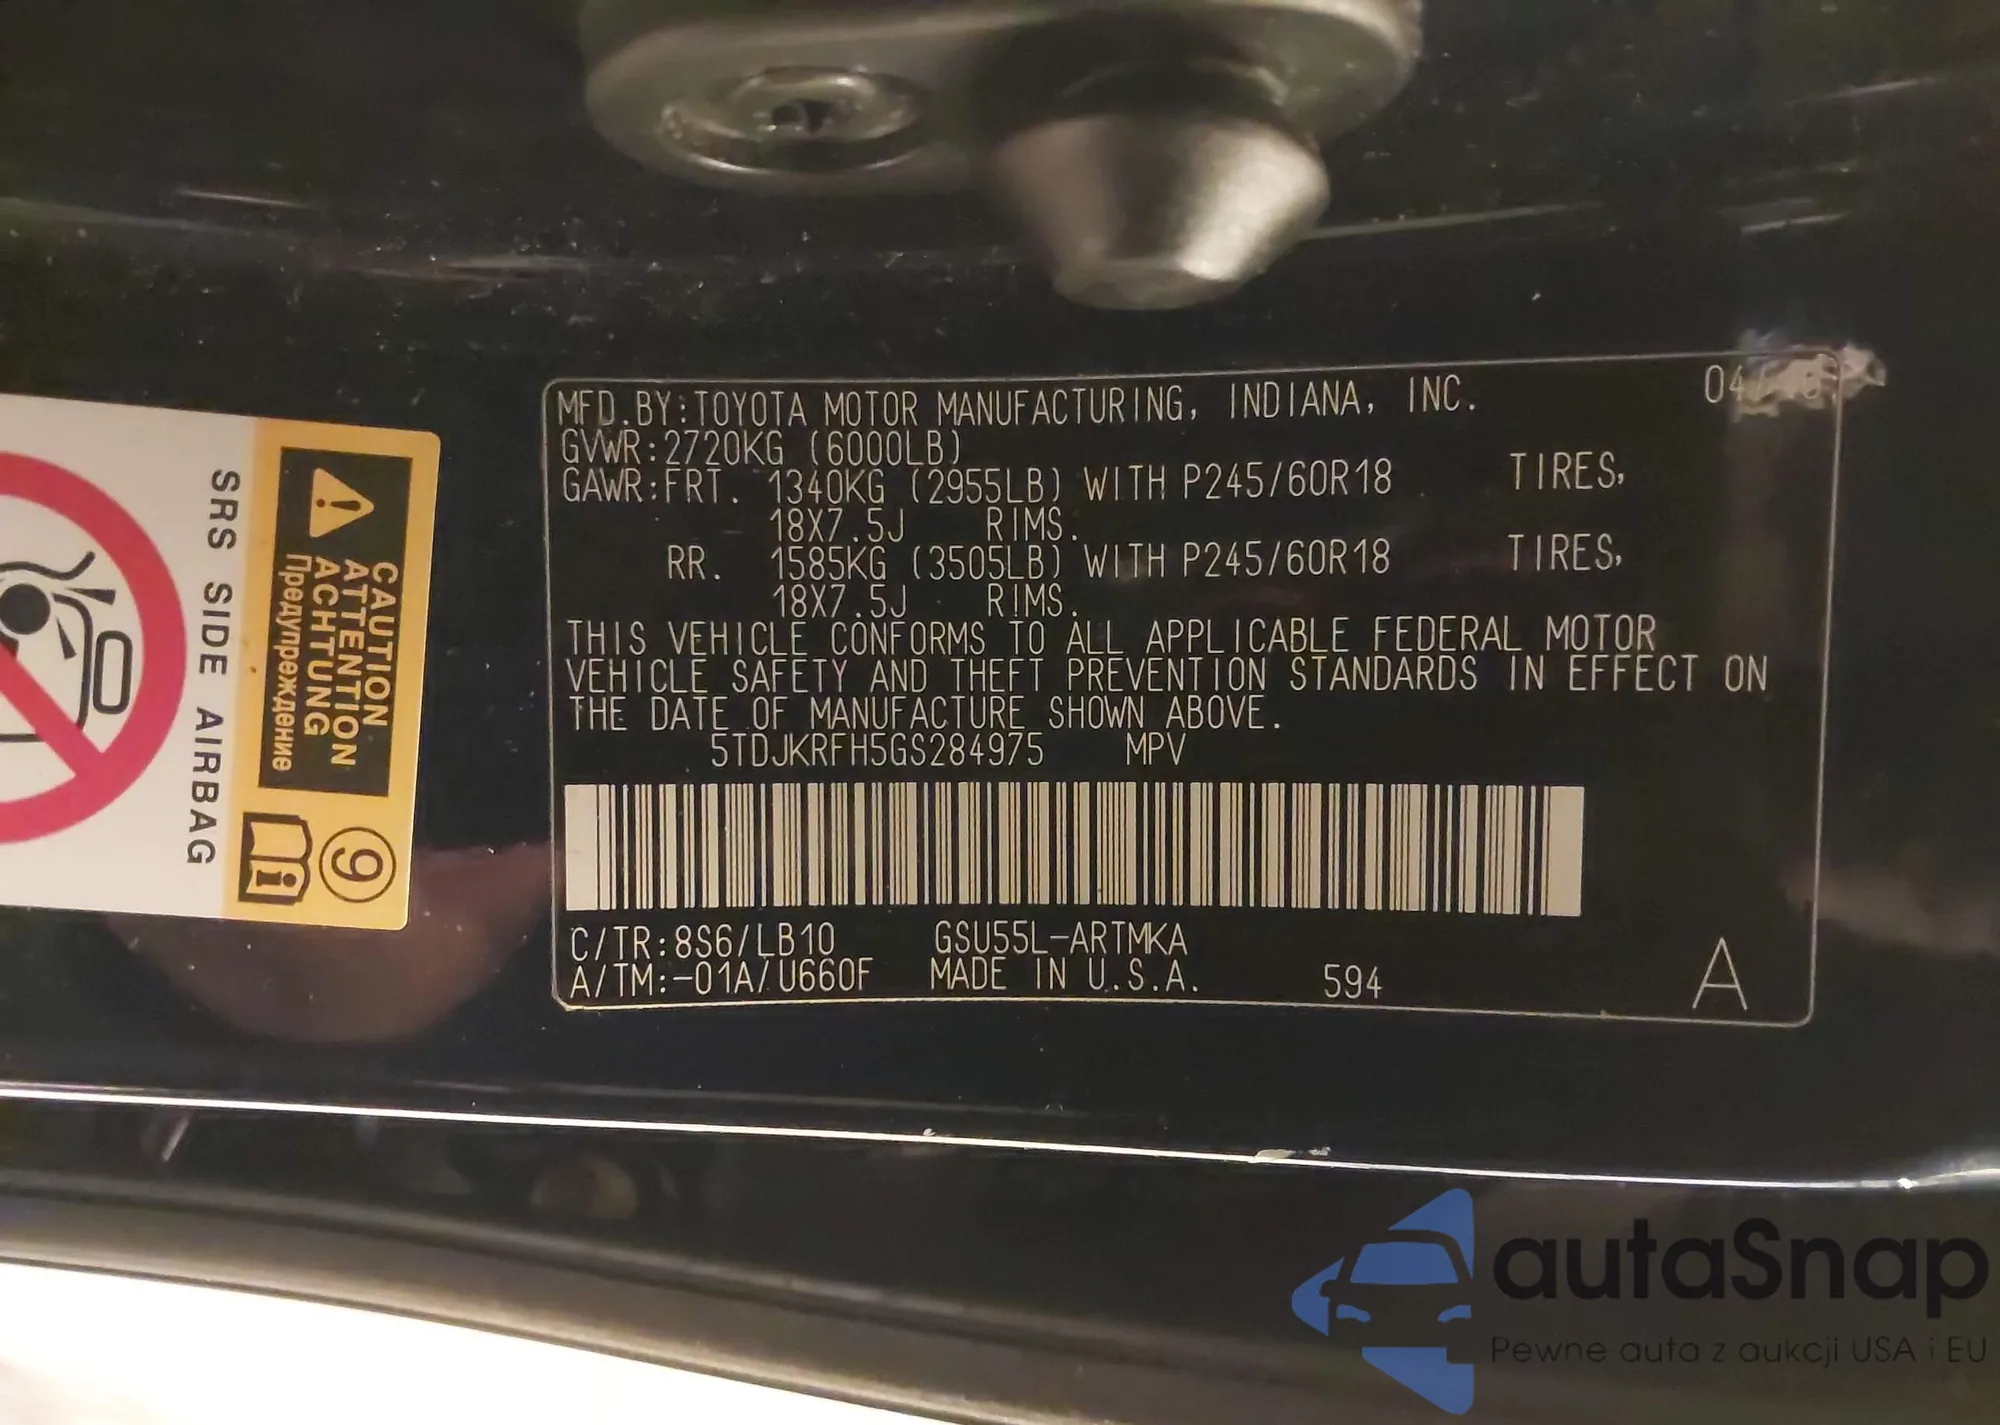 MFD.BY:TOYOTA MOTOR MANUFACTURING, INDIANA, INC. 04/
GVWR:2720KG (6000LB)
GAWR:FRT. 1340KG (2955LB) WITH P245/60R18 TIRES,
18X7.5J RIMS.
RR. 1585KG (3505LB) WITH P245/60R18 TIRES,
18X7.5J RIMS.
THIS VEHICLE CONFORMS TO ALL APPLICABLE FEDERAL MOTOR
VEHICLE SAFETY AND THEFT PREVENTION STANDARDS IN EFFECT ON
THE DATE OF MANUFACTURE SHOWN ABOVE.
5TDJKRFH5GS284975 MPV
C/TR:8S6/LB10 GSU55L-ARTMKA
A/TM:-01A/U660F MADE IN U.S.A. 594 A
CAUTION
ATTENTION
ACHTUNG
Предупреждение
9
i
SRS SIDE AIRBAG
autaSnap
Pewne auta z aukcji USA i EU